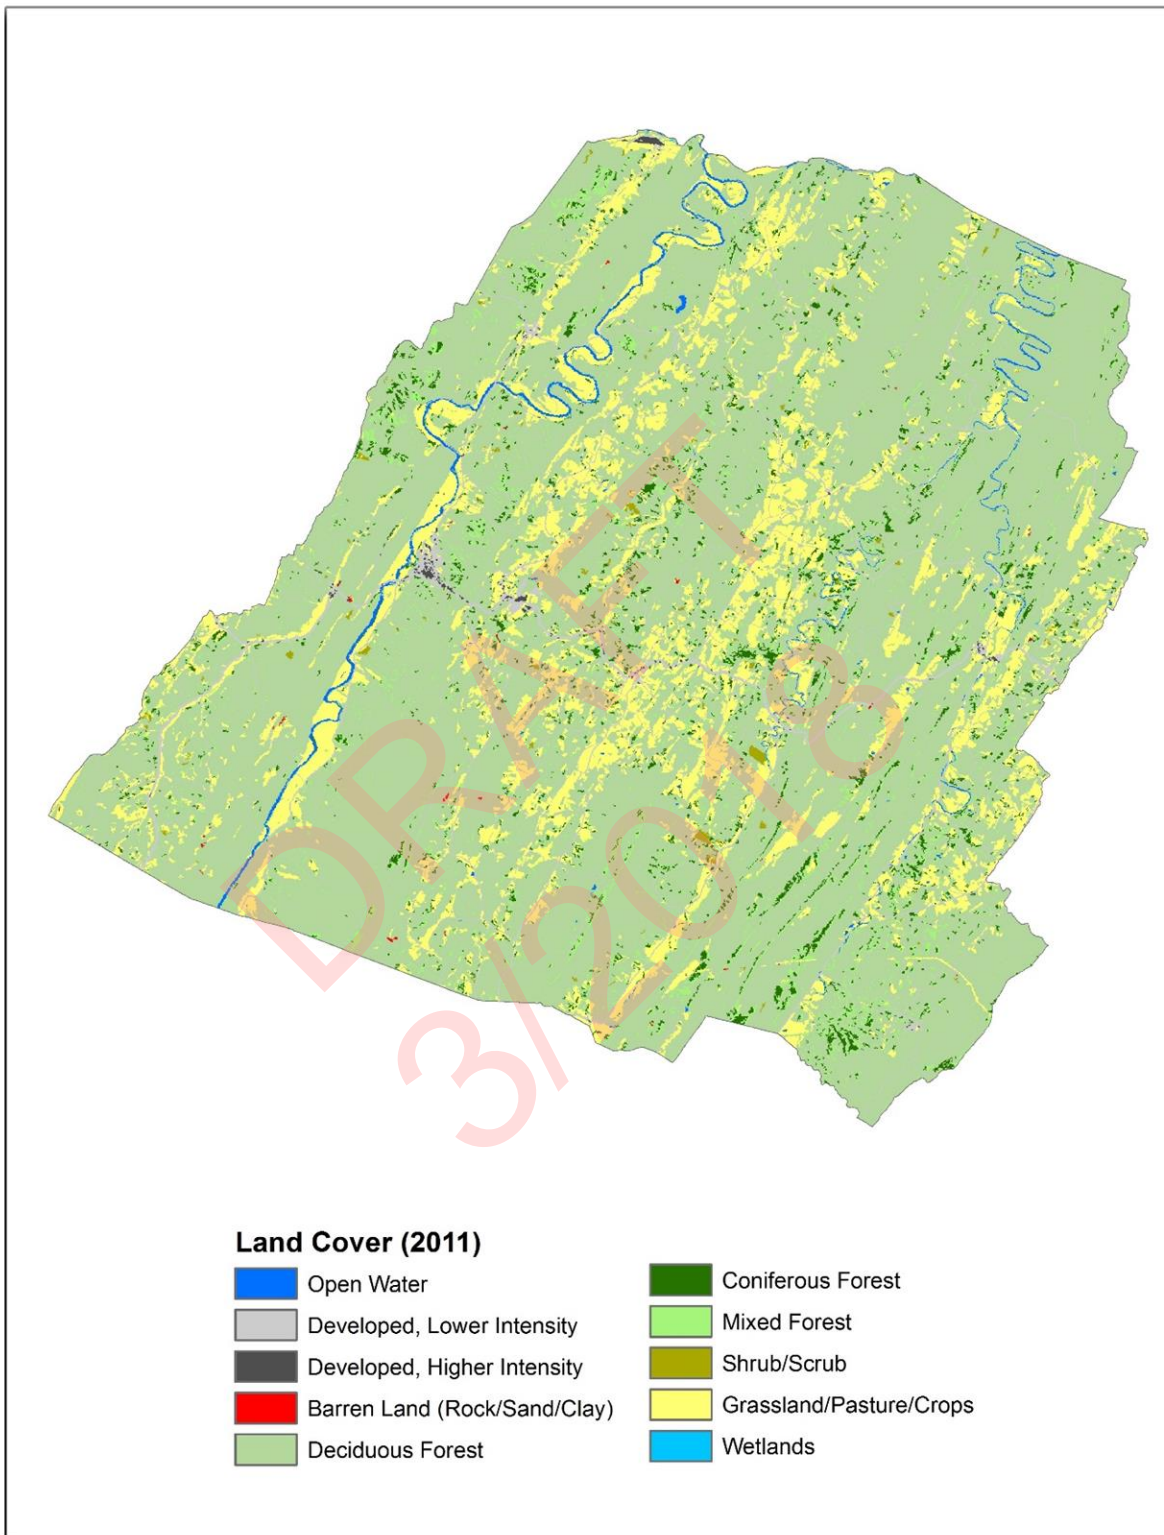 DRAFT
3/2018
Land Cover (2011)
Open Water
Developed, Lower Intensity
Developed, Higher Intensity
Barren Land (Rock/Sand/Clay)
Deciduous Forest
Coniferous Forest
Mixed Forest
Shrub/Scrub
Grassland/Pasture/Crops
Wetlands